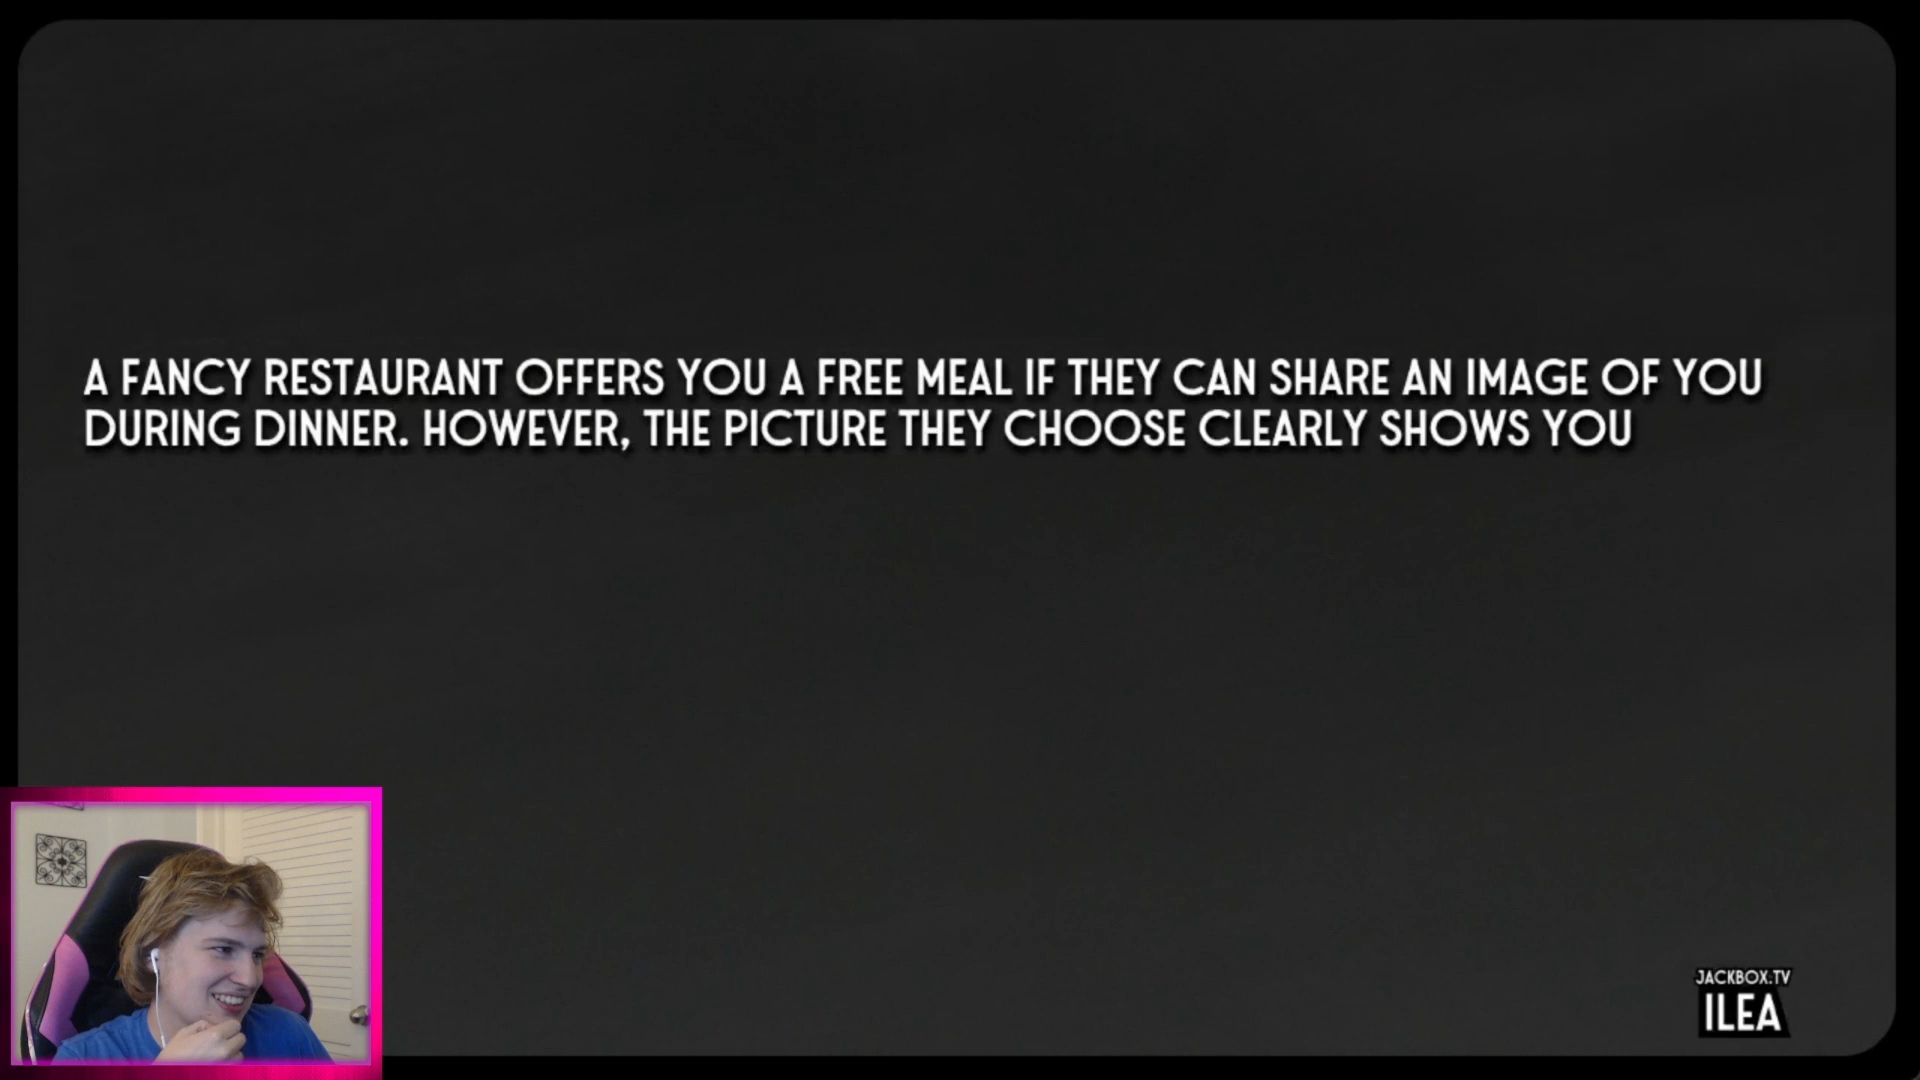 A FANCY RESTAURANT OFFERS YOU A FREE MEAL IF THEY CAN SHARE AN IMAGE OF YOU
DURING DINNER. HOWEVER, THE PICTURE THEY CHOOSE CLEARLY SHOWS YOU
JACKBOX.TV
ILEA